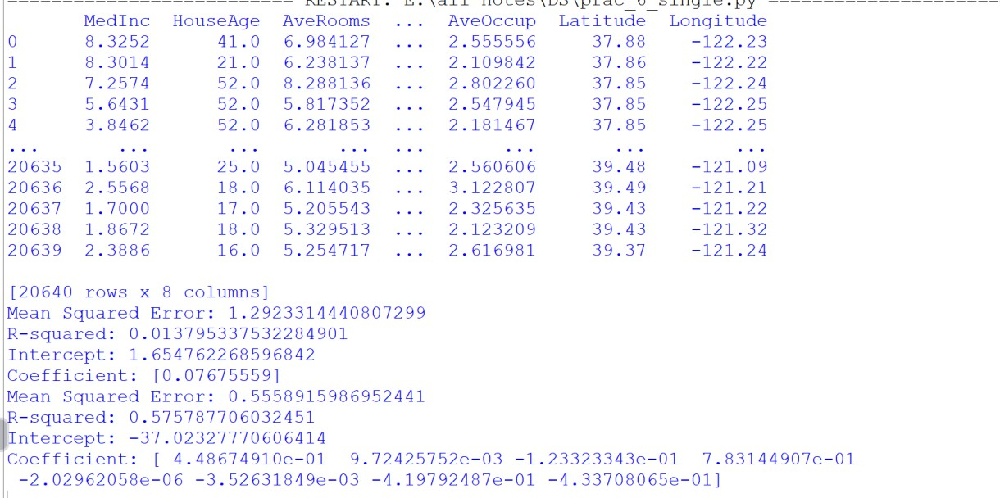 =========================== RESTART: E:\all notes\DS\prac_6_single.py ======================
MedInc HouseAge AveRooms ... AveOccup Latitude Longitude
0 8.3252 41.0 6.984127 ... 2.555556 37.88 -122.23
1 8.3014 21.0 6.238137 ... 2.109842 37.86 -122.22
2 7.2574 52.0 8.288136 ... 2.802260 37.85 -122.24
3 5.6431 52.0 5.817352 ... 2.547945 37.85 -122.25
4 3.8462 52.0 6.281853 ... 2.181467 37.85 -122.25
... ... ... ... ... ... ... ...
20635 1.5603 25.0 5.045455 ... 2.560606 39.48 -121.09
20636 2.5568 18.0 6.114035 ... 3.122807 39.49 -121.21
20637 1.7000 17.0 5.205543 ... 2.325635 39.43 -121.22
20638 1.8672 18.0 5.329513 ... 2.123209 39.43 -121.32
20639 2.3886 16.0 5.254717 ... 2.616981 39.37 -121.24
[20640 rows x 8 columns]
Mean Squared Error: 1.2923314440807299
R-squared: 0.013795337532284901
Intercept: 1.654762268596842
Coefficient: [0.07675559]
Mean Squared Error: 0.5558915986952441
R-squared: 0.575787706032451
Intercept: -37.02327770606414
Coefficient: [ 4.48674910e-01 9.72425752e-03 -1.23323343e-01 7.83144907e-01
-2.02962058e-06 -3.52631849e-03 -4.19792487e-01 -4.33708065e-01]